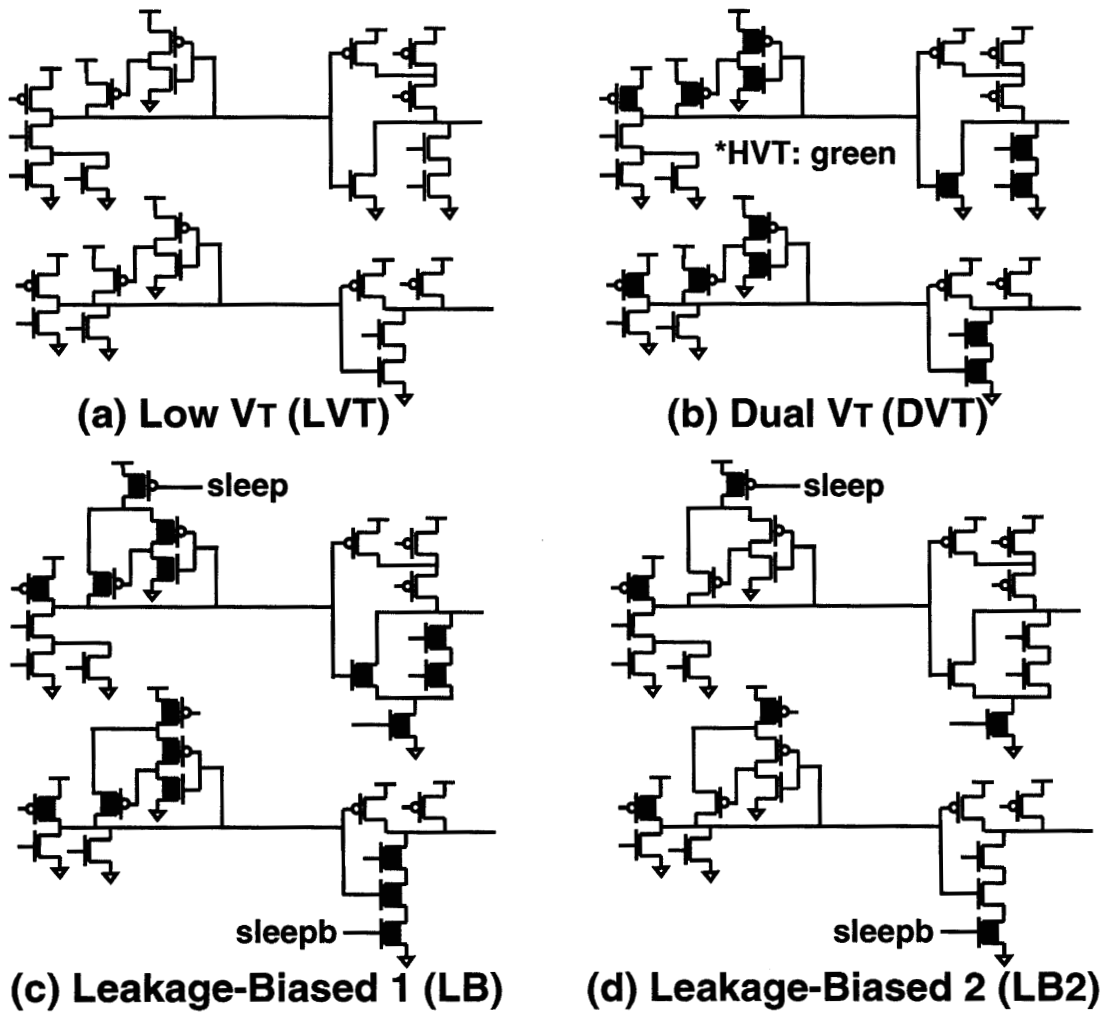 *HVT: green
(a) Low VT (LVT)
(b) Dual VT (DVT)
sleep
sleep
sleepb
sleepb
(c) Leakage-Biased 1 (LB)
(d) Leakage-Biased 2 (LB2)